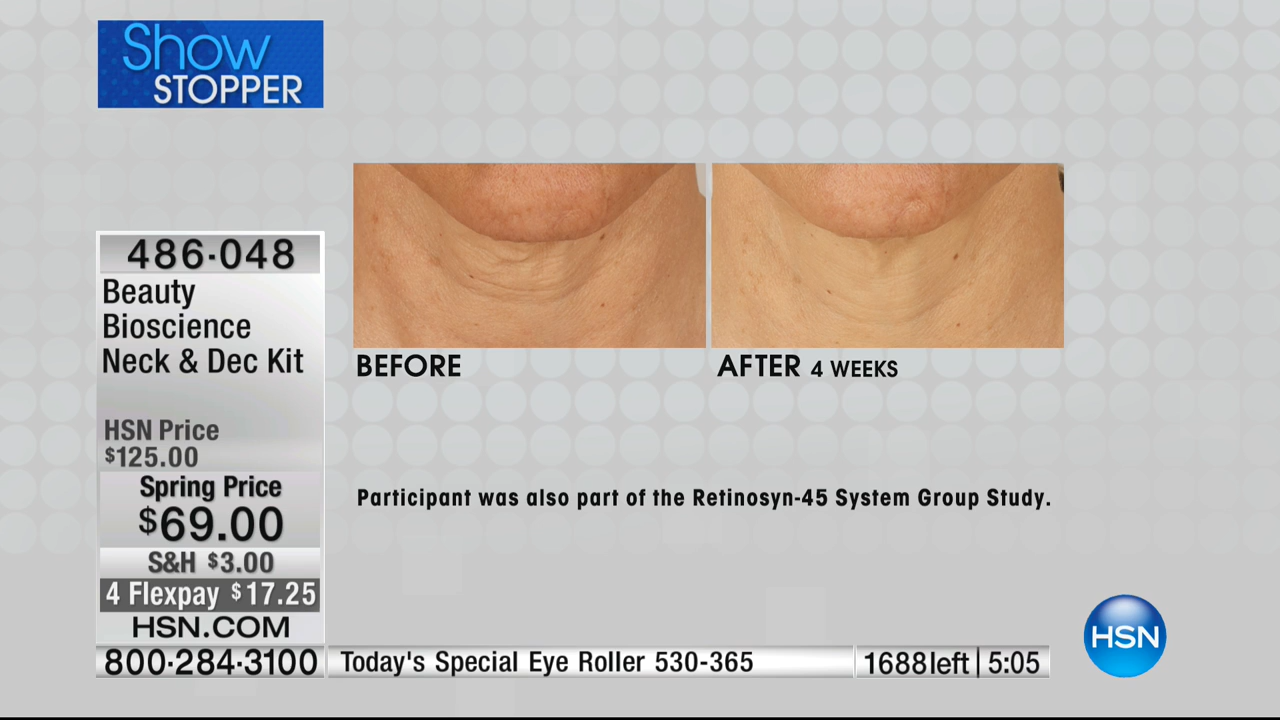 Show
STOPPER
486·048
Beauty
Bioscience
Neck & Dec Kit
HSN Price
$125.00
Spring Price
$69.00
S&H $3.00
4 Flexpay $17.25
HSN.COM
800·284·3100
BEFORE
AFTER 4 WEEKS
Participant was also part of the Retinosyn-45 System Group Study.
Today's Special Eye Roller 530-365
1688left | 5:05
HSN